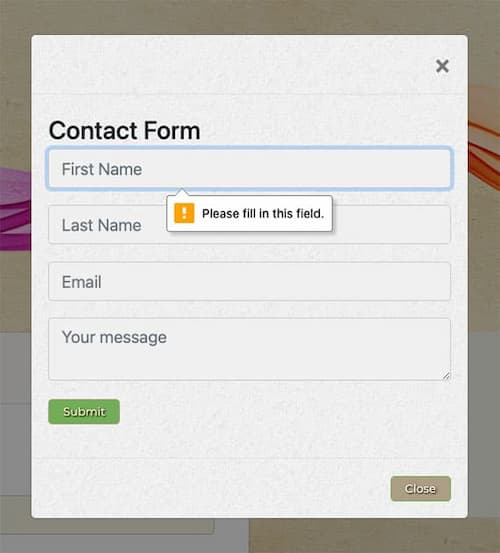 ×
Contact Form
First Name
Please fill in this field.
Last Name
Email
Your message
Submit
Close